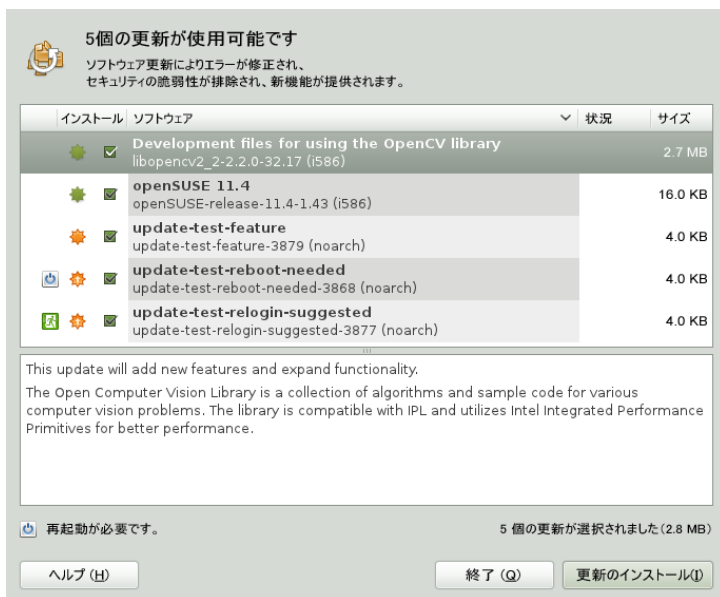 5個の更新が使用可能です
ソフトウェア更新によりエラーが修正され、
セキュリティの脆弱性が排除され、新機能が提供されます。
インストール ソフトウェア 状況 サイズ
Development files for using the OpenCV library
libopencv2_2-2.2.0-32.17 (i586) 2.7 MB
openSUSE 11.4
openSUSE-release-11.4-1.43 (i586) 16.0 KB
update-test-feature
update-test-feature-3879 (noarch) 4.0 KB
update-test-reboot-needed
update-test-reboot-needed-3868 (noarch) 4.0 KB
update-test-relogin-suggested
update-test-relogin-suggested-3877 (noarch) 4.0 KB
This update will add new features and expand functionality.
The Open Computer Vision Library is a collection of algorithms and sample code for various
computer vision problems. The library is compatible with IPL and utilizes Intel Integrated Performance
Primitives for better performance.
再起動が必要です。 5 個の更新が選択されました(2.8 MB)
ヘルプ (H) 終了 (Q) 更新のインストール(I)